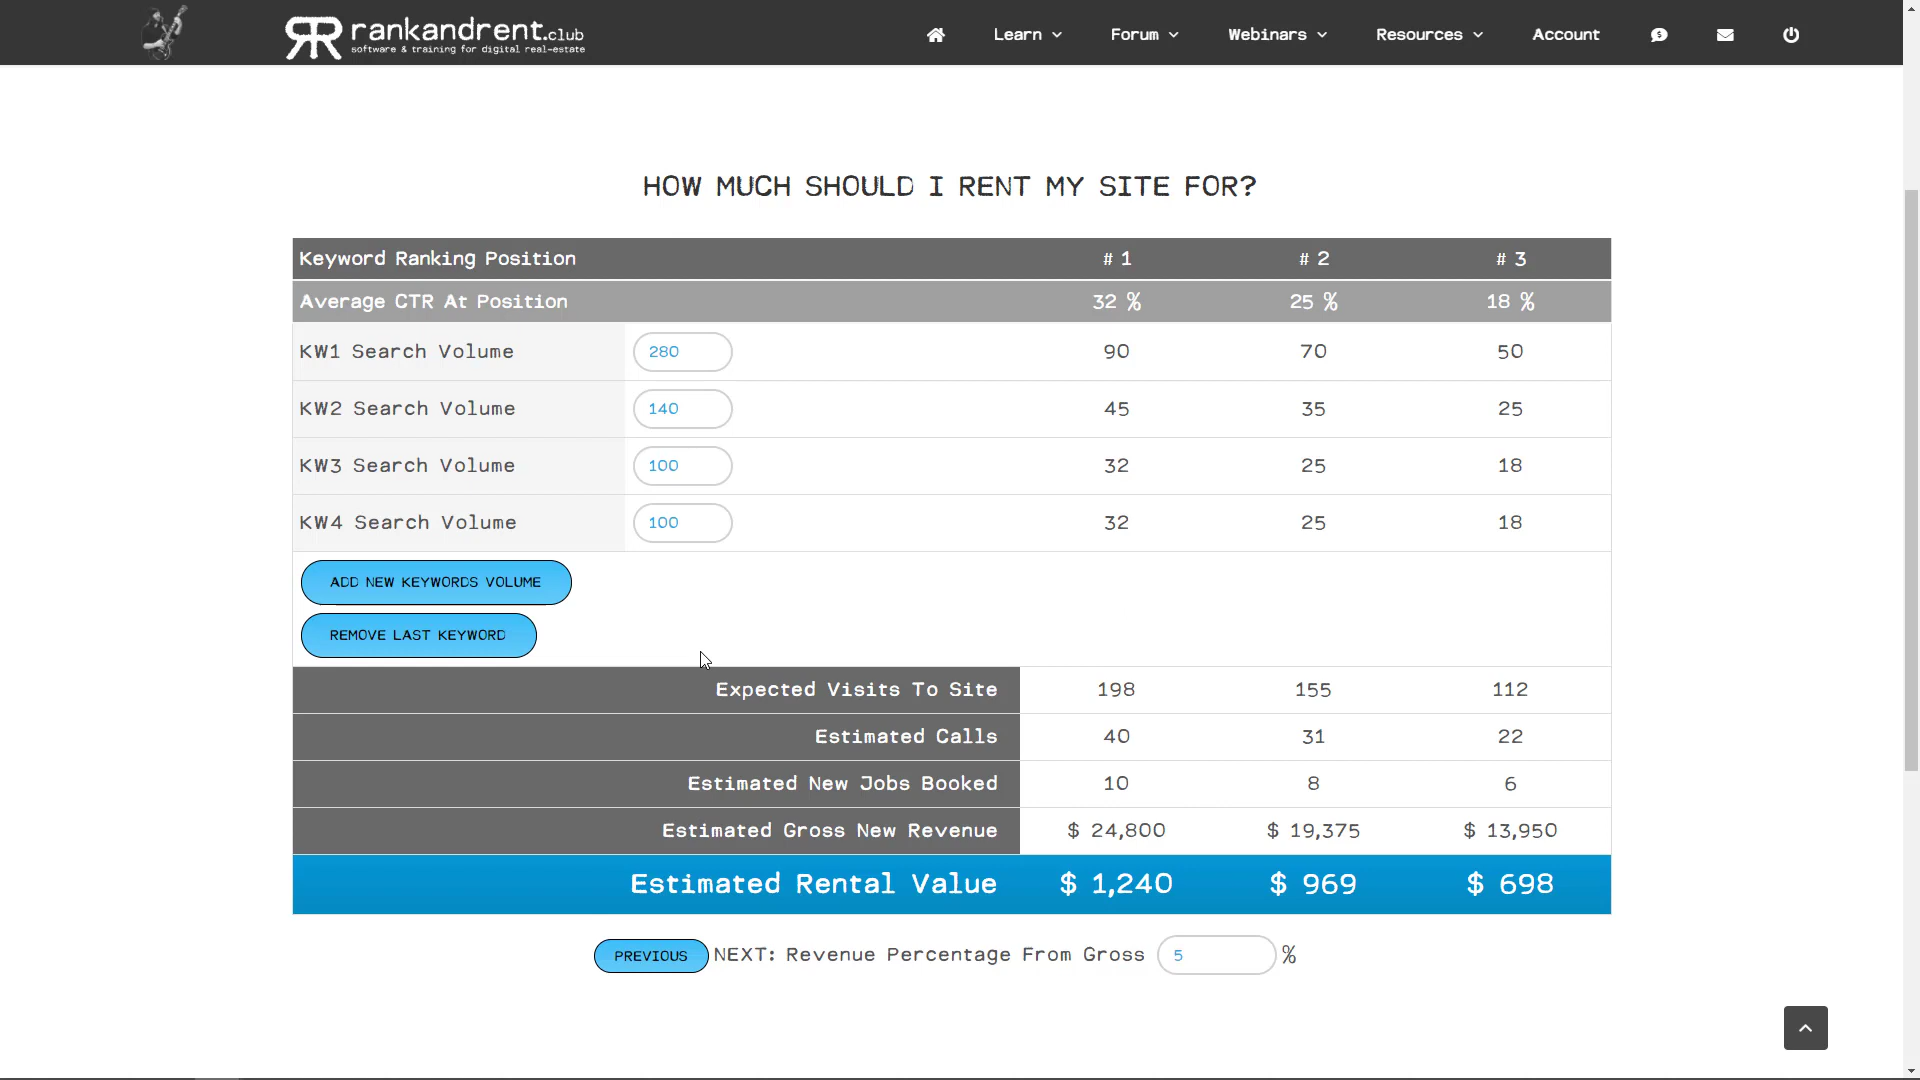 rankandrent.club
software & training for digital real-estate
Learn Forum Webinars Resources Account
HOW MUCH SHOULD I RENT MY SITE FOR?
Keyword Ranking Position # 1 # 2 # 3
Average CTR At Position 32 % 25 % 18 %
KW1 Search Volume 280 90 70 50
KW2 Search Volume 140 45 35 25
KW3 Search Volume 100 32 25 18
KW4 Search Volume 100 32 25 18
ADD NEW KEYWORDS VOLUME
REMOVE LAST KEYWORD
Expected Visits To Site 198 155 112
Estimated Calls 40 31 22
Estimated New Jobs Booked 10 8 6
Estimated Gross New Revenue $ 24,800 $ 19,375 $ 13,950
Estimated Rental Value $ 1,240 $ 969 $ 698
PREVIOUS NEXT: Revenue Percentage From Gross 5 %